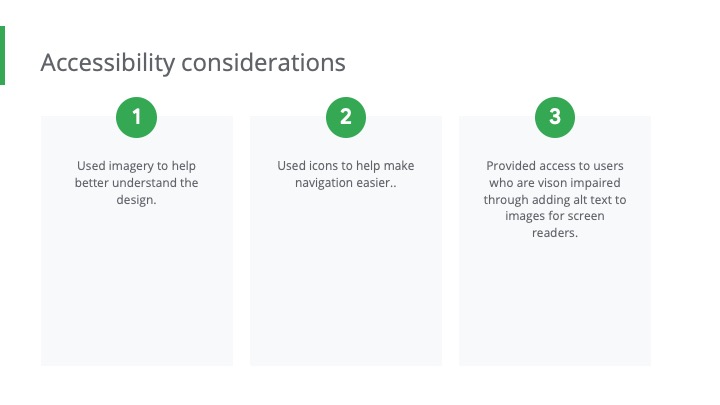 Accessibility considerations
1
Used imagery to help
better understand the
design.
2
Used icons to help make
navigation easier..
3
Provided access to users
who are vison impaired
through adding alt text to
images for screen
readers.